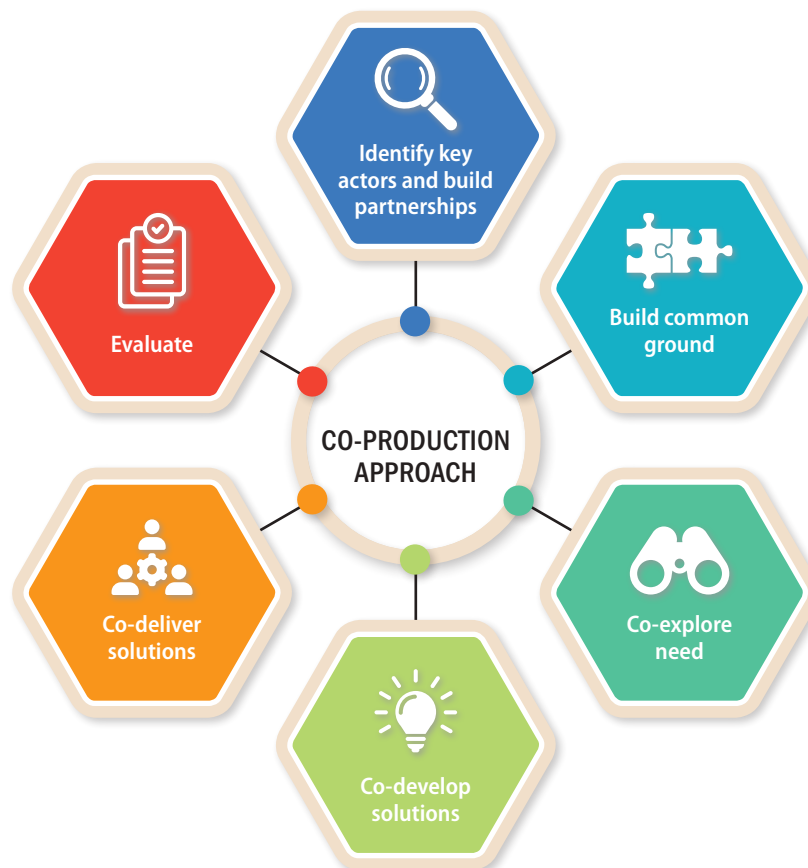 Identify key
actors and build
partnerships
Build common
ground
Co-explore
need
Co-develop
solutions
Co-deliver
solutions
Evaluate
CO-PRODUCTION
APPROACH